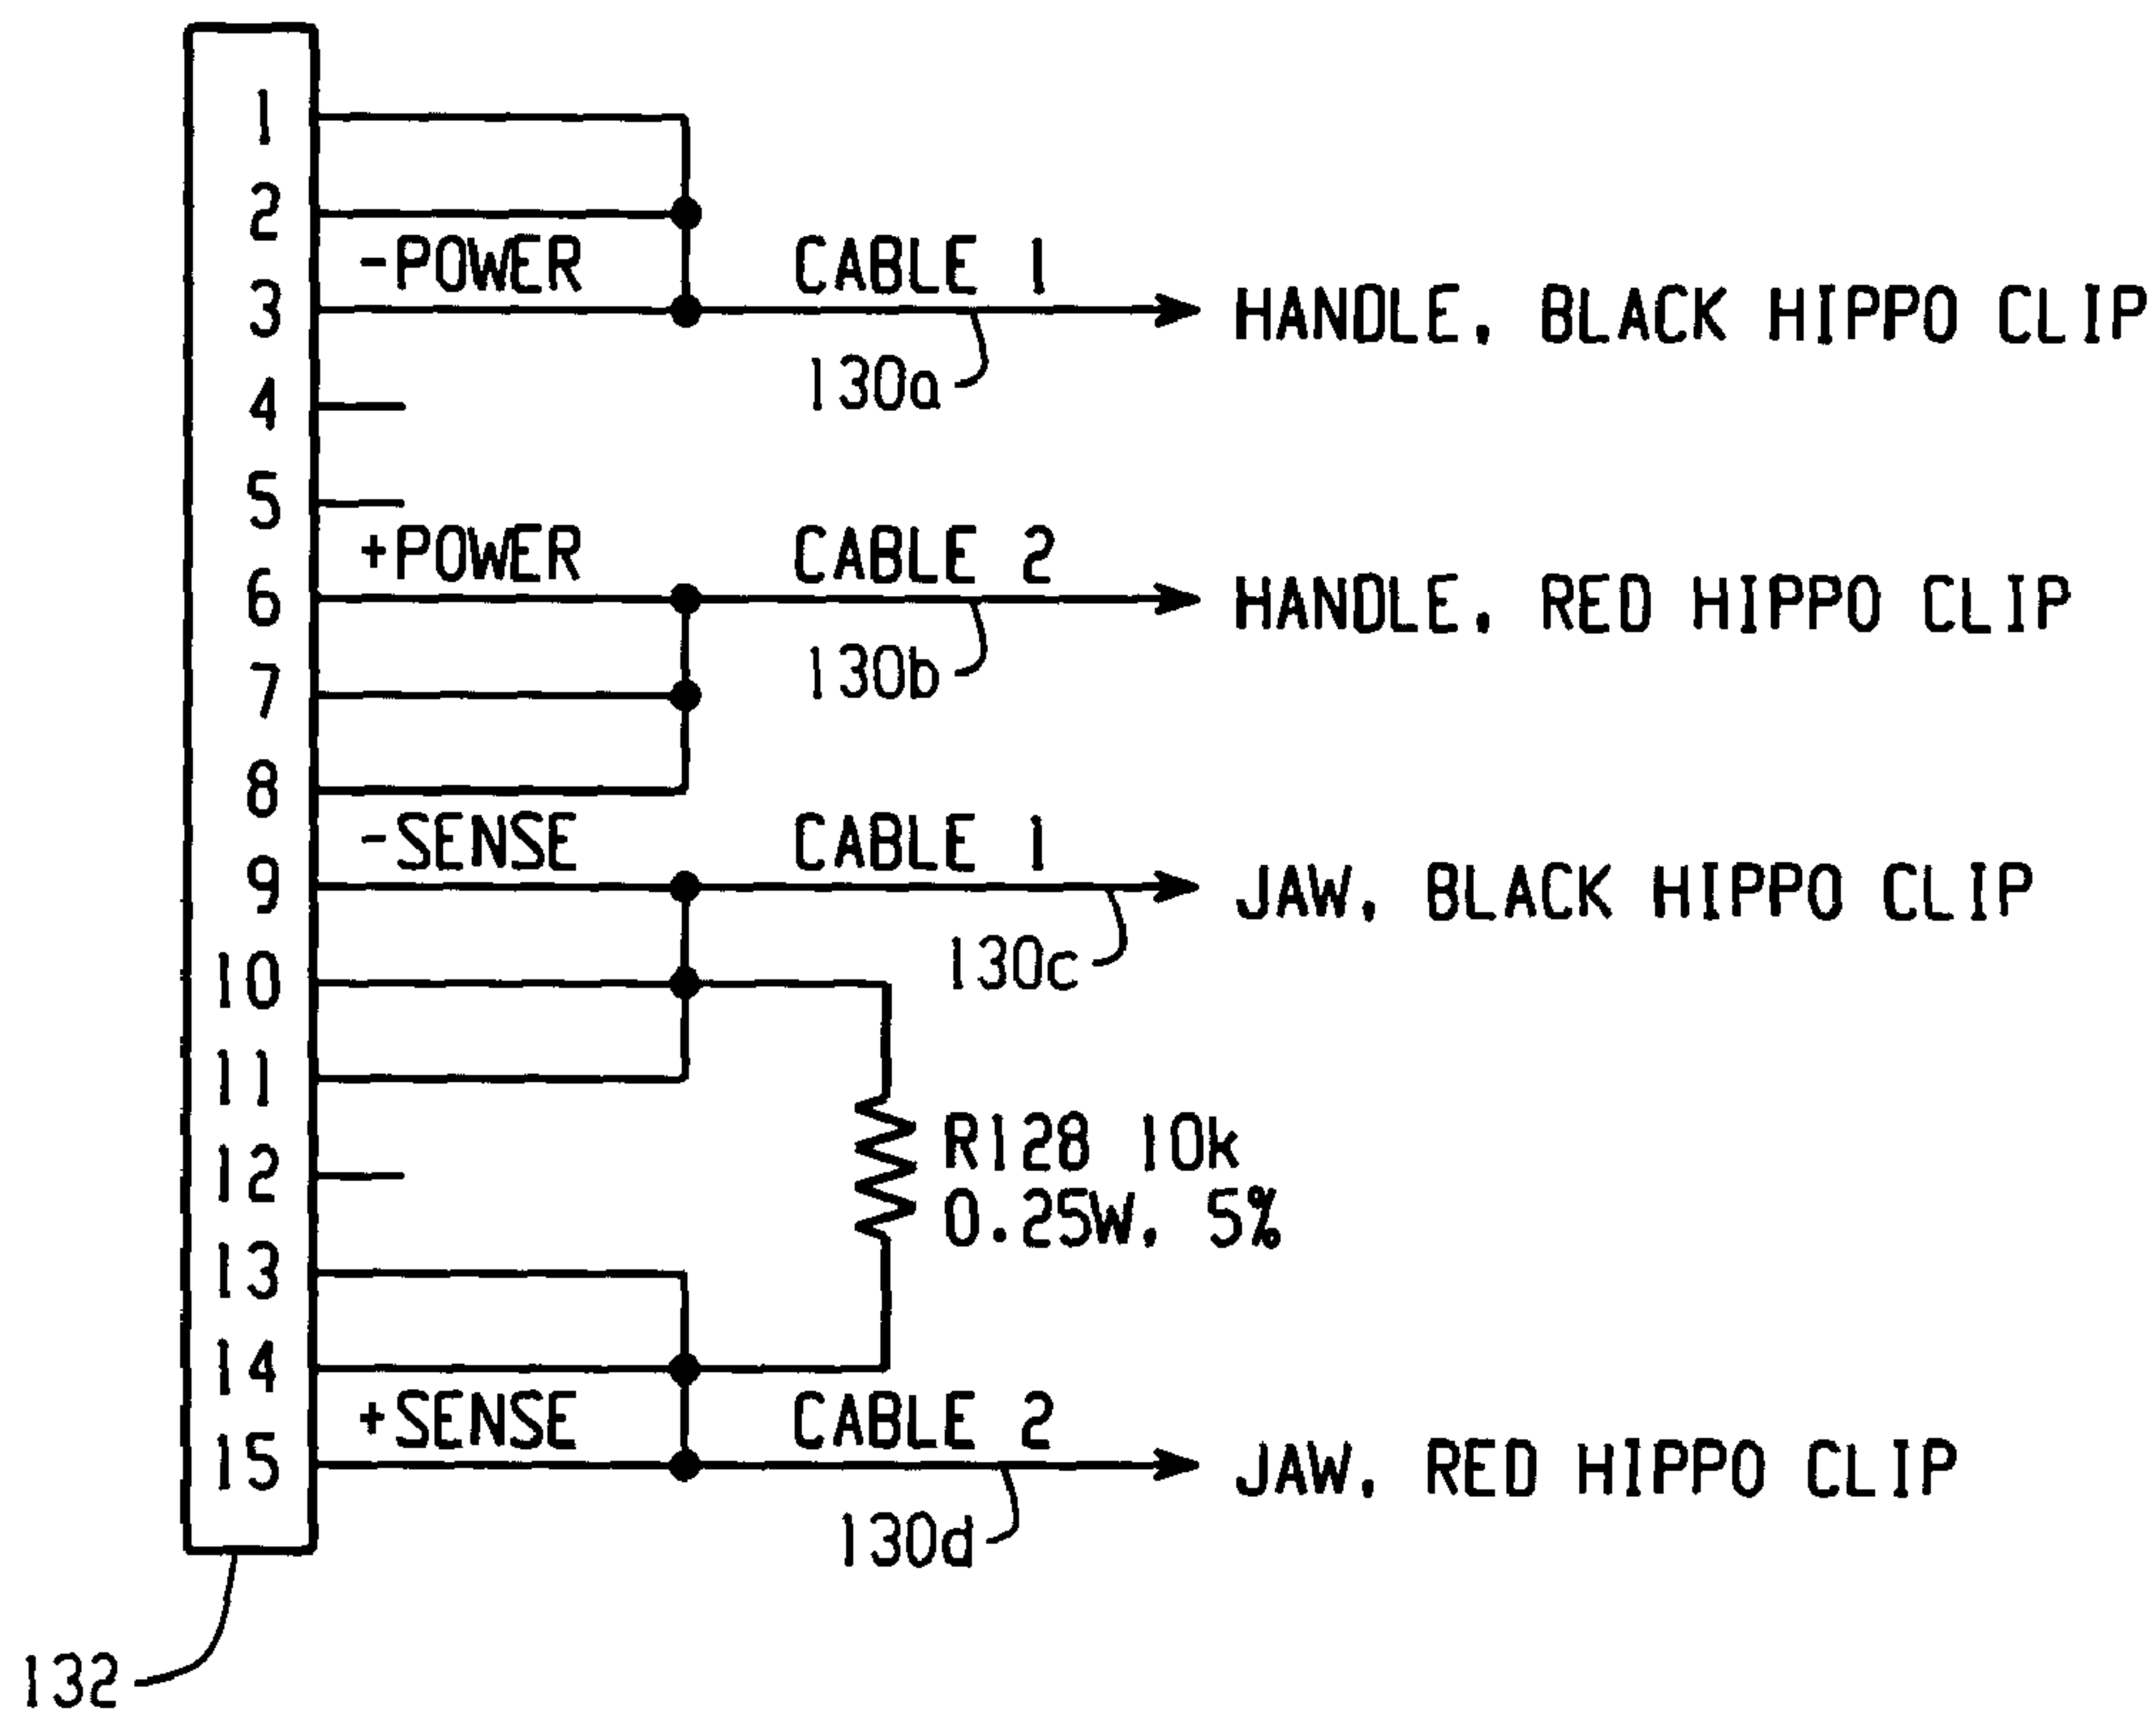 1
2
-POWER CABLE 1
3 HANDLE, BLACK HIPPO CLIP
130a
4
5
+POWER CABLE 2
6 HANDLE, RED HIPPO CLIP
130b
7
8
-SENSE CABLE 1
9 JAW, BLACK HIPPO CLIP
130c
10
11
R128 10k
12
0.25W, 5%
13
14
+SENSE CABLE 2
15 JAW, RED HIPPO CLIP
130d
132